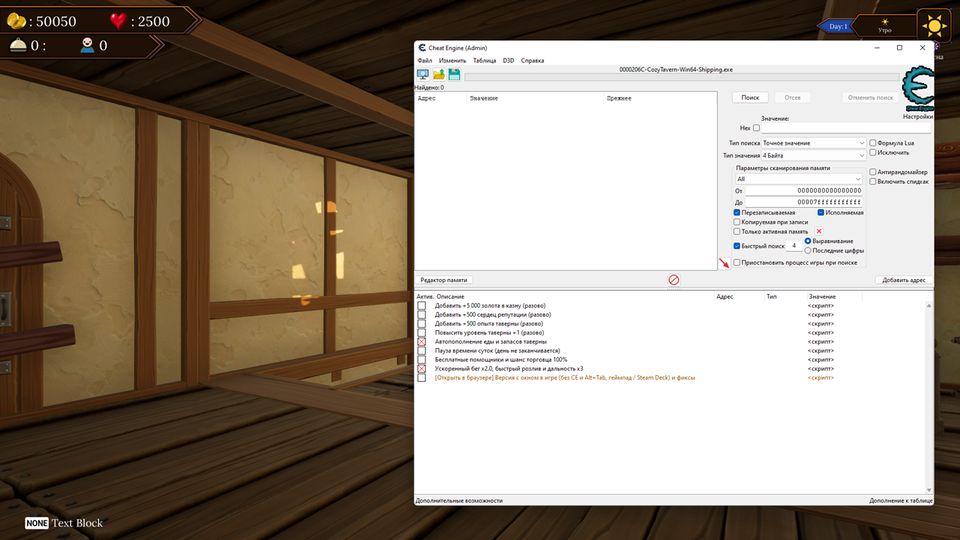 : 50050
: 2500
0 :
0
Day: 1
Утро
Cheat Engine (Admin)
Файл Изменить Таблица D3D Справка
0000206C-CozyTavern-Win64-Shipping.exe
Найдено: 0
Адрес Значение Прежнее
Поиск Отсев Отменить поиск
Cheat Engine
Настройки
Значение:
Hex
Тип поиска Точное значение
Формула Lua
Тип значения 4 Байта
Исключить
Параметры сканирования памяти
All
Антирандомайзер
Включить спидхак
От 0000000000000000
До 00007fffffffffff
Перезаписываемая Исполняемая
Копируемая при записи
Только активная память
Быстрый поиск 4 Выравнивание
Последние цифры
Приостановить процесс игры при поиске
Редактор памяти Добавить адрес
Актив. Описание Адрес Тип Значение
Добавить +5 000 золота в казну (разово) <скрипт>
Добавить +500 сердец репутации (разово) <скрипт>
Добавить +500 опыта таверны (разово) <скрипт>
Повысить уровень таверны +1 (разово) <скрипт>
Автопополнение еды и запасов таверны <скрипт>
Пауза времени суток (день не заканчивается) <скрипт>
Бесплатные помощники и шанс торговца 100% <скрипт>
Ускоренный бег x2.0, быстрый розлив и дальность x3 <скрипт>
[Открыть в браузере] Версия с окном в игре (без CE и Alt+Tab, геймпад / Steam Deck) и фиксы <скрипт>
Дополнительные возможности Дополнение к таблице
NONE Text Block